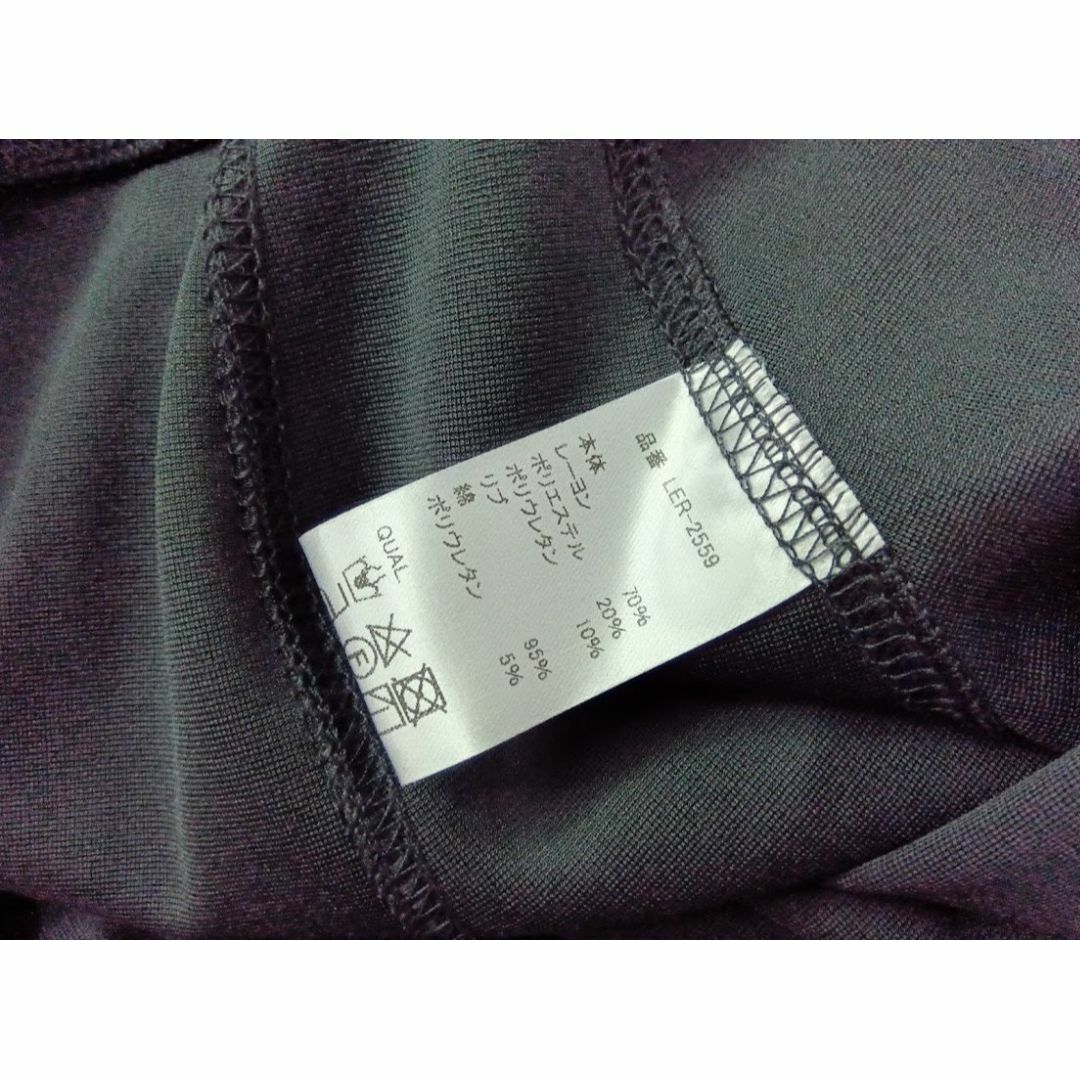 品番 LER-2559
本体
レーヨン 70%
ポリエステル 20%
ポリウレタン 10%
リブ
綿 95%
ポリウレタン 5%
QUAL
F